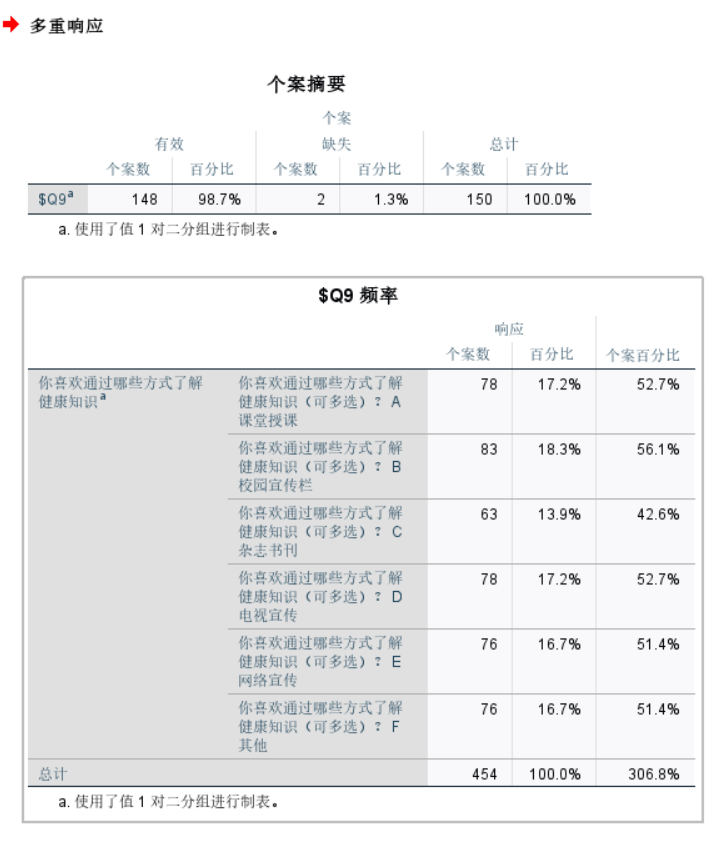 多重响应
个案摘要
个案
有效 缺失 总计
个案数 百分比 个案数 百分比 个案数 百分比
$Q9a 148 98.7% 2 1.3% 150 100.0%
a. 使用了值 1 对二分组进行制表。
$Q9 频率
响应
个案数 百分比 个案百分比
你喜欢通过哪些方式了解 你喜欢通过哪些方式了解 78 17.2% 52.7%
健康知识a 健康知识（可多选）？ A
课堂授课
你喜欢通过哪些方式了解 83 18.3% 56.1%
健康知识（可多选）？ B
校园宣传栏
你喜欢通过哪些方式了解 63 13.9% 42.6%
健康知识（可多选）？ C
杂志书刊
你喜欢通过哪些方式了解 78 17.2% 52.7%
健康知识（可多选）？ D
电视宣传
你喜欢通过哪些方式了解 76 16.7% 51.4%
健康知识（可多选）？ E
网络宣传
你喜欢通过哪些方式了解 76 16.7% 51.4%
健康知识（可多选）？ F
其他
总计 454 100.0% 306.8%
a. 使用了值 1 对二分组进行制表。